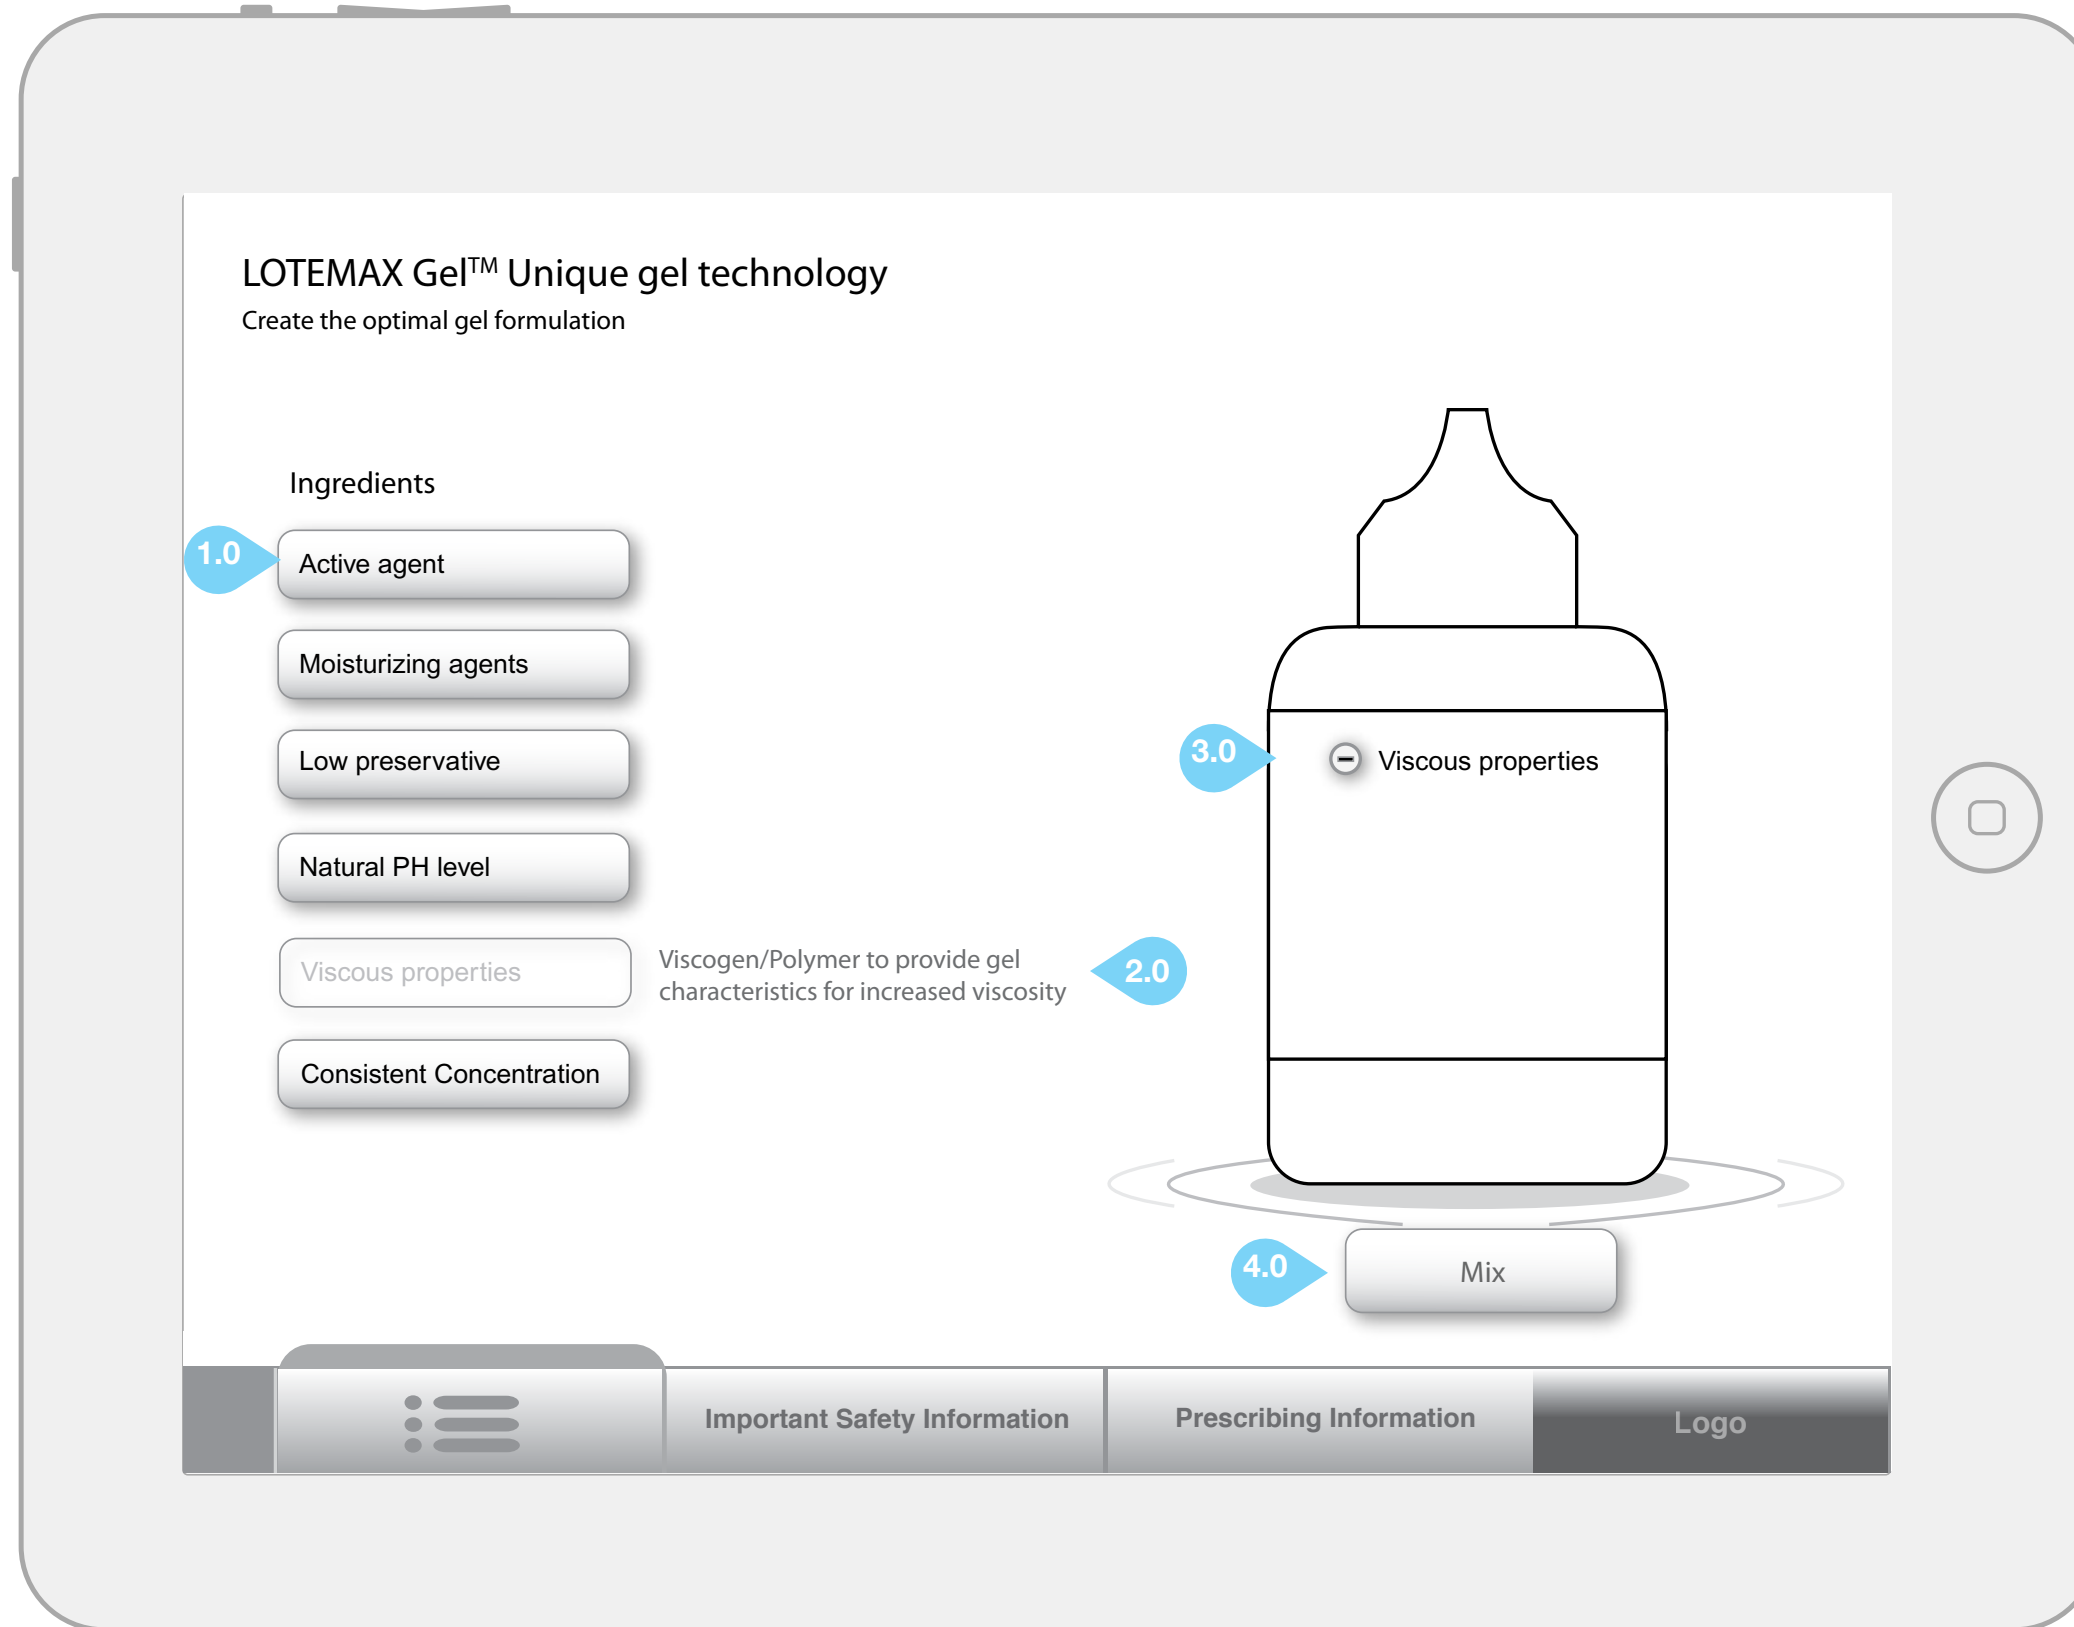 LOTEMAX Gel™ Unique gel technology
Create the optimal gel formulation
Ingredients
1.0
Active agent
Moisturizing agents
Low preservative
Natural PH level
Viscous properties
Viscogen/Polymer to provide gel
characteristics for increased viscosity
2.0
Consistent Concentration
3.0
Viscous properties
4.0
Mix
Important Safety Information
Prescribing Information
Logo